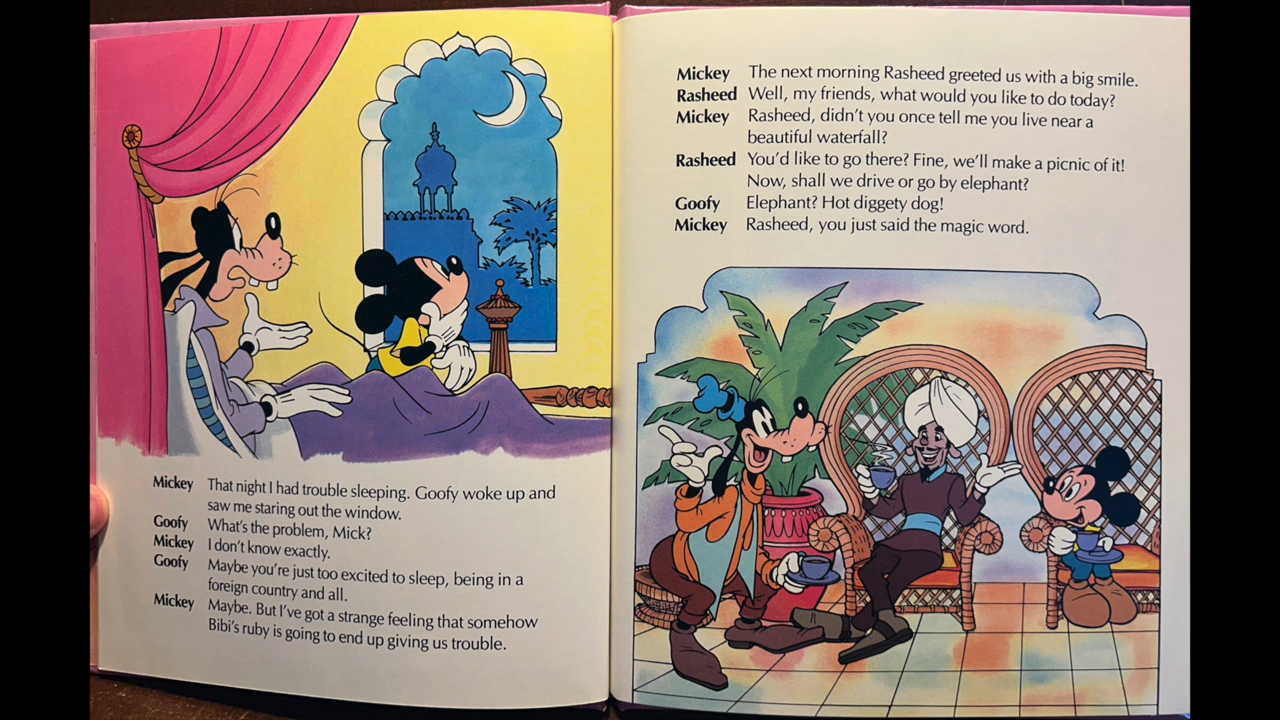 Mickey That night I had trouble sleeping. Goofy woke up and
saw me staring out the window.
Goofy What's the problem, Mick?
Mickey I don't know exactly.
Goofy Maybe you're just too excited to sleep, being in a
foreign country and all.
Mickey Maybe. But I've got a strange feeling that somehow
Bibi's ruby is going to end up giving us trouble.
Mickey The next morning Rasheed greeted us with a big smile.
Rasheed Well, my friends, what would you like to do today?
Mickey Rasheed, didn't you once tell me you live near a
beautiful waterfall?
Rasheed You'd like to go there? Fine, we'll make a picnic of it!
Now, shall we drive or go by elephant?
Goofy Elephant? Hot diggety dog!
Mickey Rasheed, you just said the magic word.